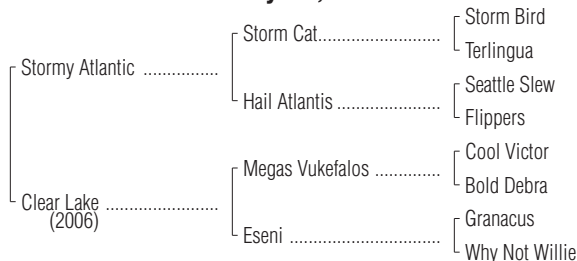 Storm Bird
Storm Cat........................
Terlingua
Stormy Atlantic ...............
Seattle Slew
Hail Atlantis ....................
Flippers
Cool Victor
Megas Vukefalos .............
Bold Debra
Clear Lake ......................
(2006)
Granacus
Eseni ..............................
Why Not Willie